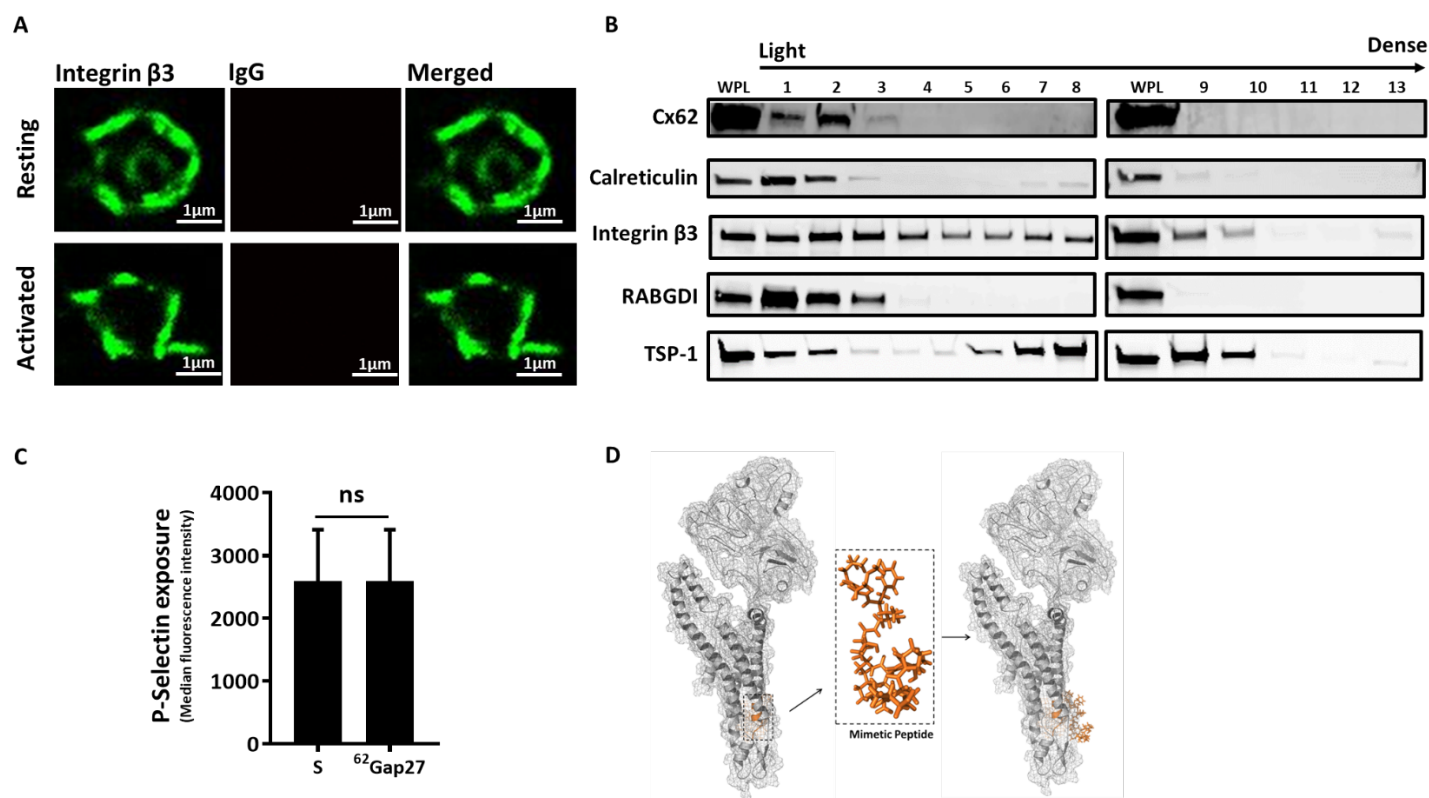 A
Integrin β3 IgG Merged
Resting
1µm 1µm 1µm
Activated
1µm 1µm 1µm
B
Light Dense
WPL 1 2 3 4 5 6 7 8 WPL 9 10 11 12 13
Cx62
Calreticulin
Integrin β3
RABGDI
TSP-1
C
P-Selectin exposure
(Median fluorescence intensity)
4000
3000
2000
1000
0
ns
S ⁶²Gap27
D
Mimetic Peptide